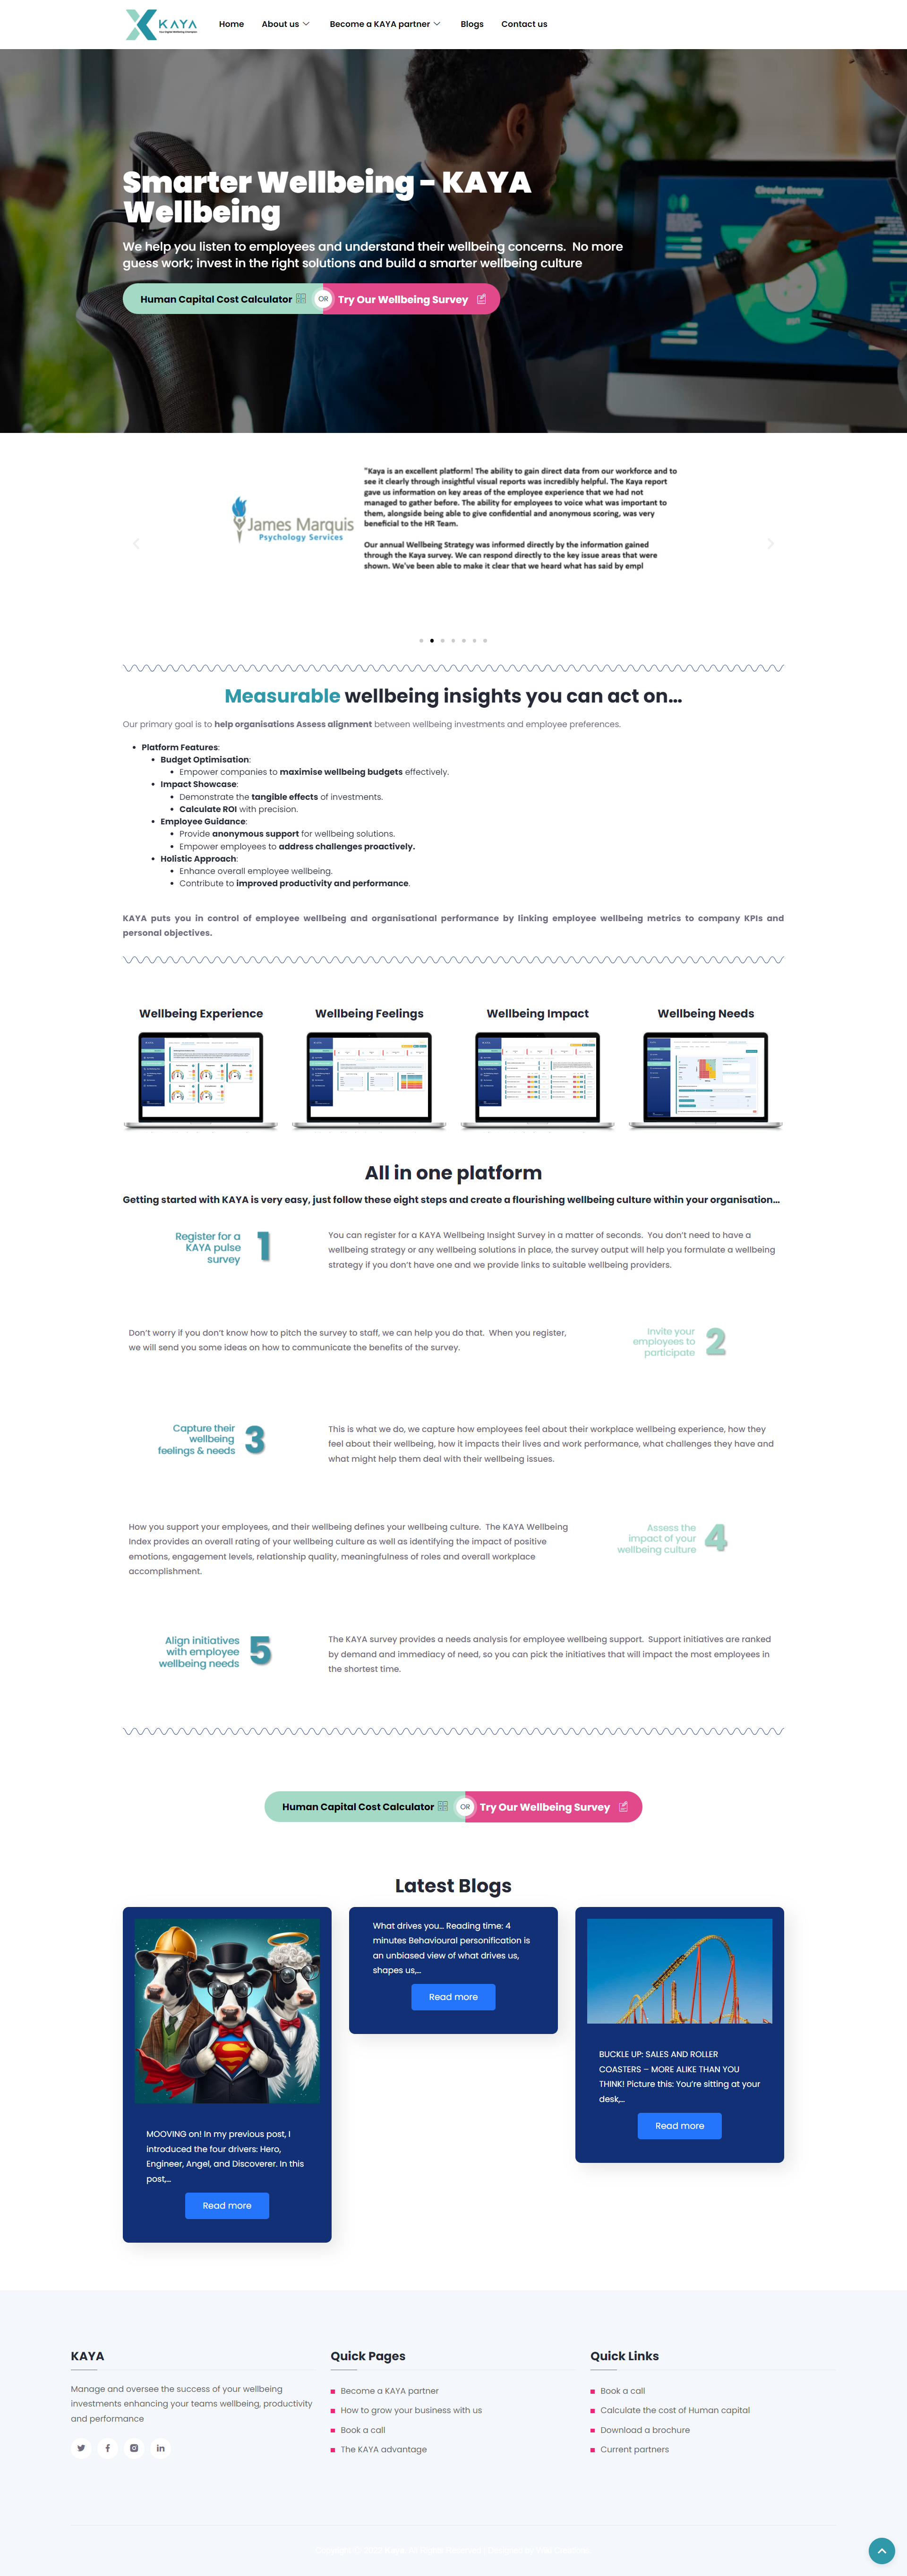 KAYA
Home
About us
Become a KAYA partner
Blogs
Contact us
Smarter Wellbeing - KAYA
Wellbeing
We help you listen to employees and understand their wellbeing concerns.  No more
guess work; invest in the right solutions and build a smarter wellbeing culture
Human Capital Cost Calculator
OR
Try Our Wellbeing Survey
Circular Economy
Infographic
James Marquis
Psychology Services
"Kaya is an excellent platform! The ability to gain direct data from our workforce and to
see it clearly through insightful visual reports was incredibly helpful. The Kaya report
gave us information on key areas of the employee experience that we had not
managed to gather before. The ability for employees to voice what was important to
them, alongside being able to give confidential and anonymous scoring, was very
beneficial to the HR Team.
Our annual Wellbeing Strategy was informed directly by the information gained
through the Kaya survey. We can respond directly to the key issue areas that were
shown. We've been able to make it clear that we heard what has said by empl
Measurable wellbeing insights you can act on...
Our primary goal is to help organisations Assess alignment between wellbeing investments and employee preferences.
Platform Features:
Budget Optimisation:
Empower companies to maximise wellbeing budgets effectively.
Impact Showcase:
Demonstrate the tangible effects of investments.
Calculate ROI with precision.
Employee Guidance:
Provide anonymous support for wellbeing solutions.
Empower employees to address challenges proactively.
Holistic Approach:
Enhance overall employee wellbeing.
Contribute to improved productivity and performance.
KAYA puts you in control of employee wellbeing and organisational performance by linking employee wellbeing metrics to company KPIs and
personal objectives.
Wellbeing Experience
Wellbeing Feelings
Wellbeing Impact
Wellbeing Needs
All in one platform
Getting started with KAYA is very easy, just follow these eight steps and create a flourishing wellbeing culture within your organisation...
Register for a
KAYA pulse
survey
1
You can register for a KAYA Wellbeing Insight Survey in a matter of seconds.  You don't need to have a
wellbeing strategy or any wellbeing solutions in place, the survey output will help you formulate a wellbeing
strategy if you don't have one and we provide links to suitable wellbeing providers.
Don't worry if you don't know how to pitch the survey to staff, we can help you do that.  When you register,
we will send you some ideas on how to communicate the benefits of the survey.
Invite your
employees to
participate
2
Capture their
wellbeing
feelings & needs
3
This is what we do, we capture how employees feel about their workplace wellbeing experience, how they
feel about their wellbeing, how it impacts their lives and work performance, what challenges they have and
what might help them deal with their wellbeing issues.
How you support your employees, and their wellbeing defines your wellbeing culture.  The KAYA Wellbeing
Index provides an overall rating of your wellbeing culture as well as identifying the impact of positive
emotions, engagement levels, relationship quality, meaningfulness of roles and overall workplace
accomplishment.
Assess the
impact of your
wellbeing culture
4
Align initiatives
with employee
wellbeing needs
5
The KAYA survey provides a needs analysis for employee wellbeing support.  Support initiatives are ranked
by demand and immediacy of need, so you can pick the initiatives that will impact the most employees in
the shortest time.
Human Capital Cost Calculator
OR
Try Our Wellbeing Survey
Latest Blogs
MOOVING on! In my previous post, I
introduced the four drivers: Hero,
Engineer, Angel, and Discoverer. In this
post,...
Read more
What drives you... Reading time: 4
minutes Behavioural personification is
an unbiased view of what drives us,
shapes us,...
Read more
BUCKLE UP: SALES AND ROLLER
COASTERS – MORE ALIKE THAN YOU
THINK! Picture this: You're sitting at your
desk,...
Read more
KAYA
Manage and oversee the success of your wellbeing
investments enhancing your teams wellbeing, productivity
and performance
Quick Pages
Become a KAYA partner
How to grow your business with us
Book a call
The KAYA advantage
Quick Links
Book a call
Calculate the cost of Human capital
Download a brochure
Current partners